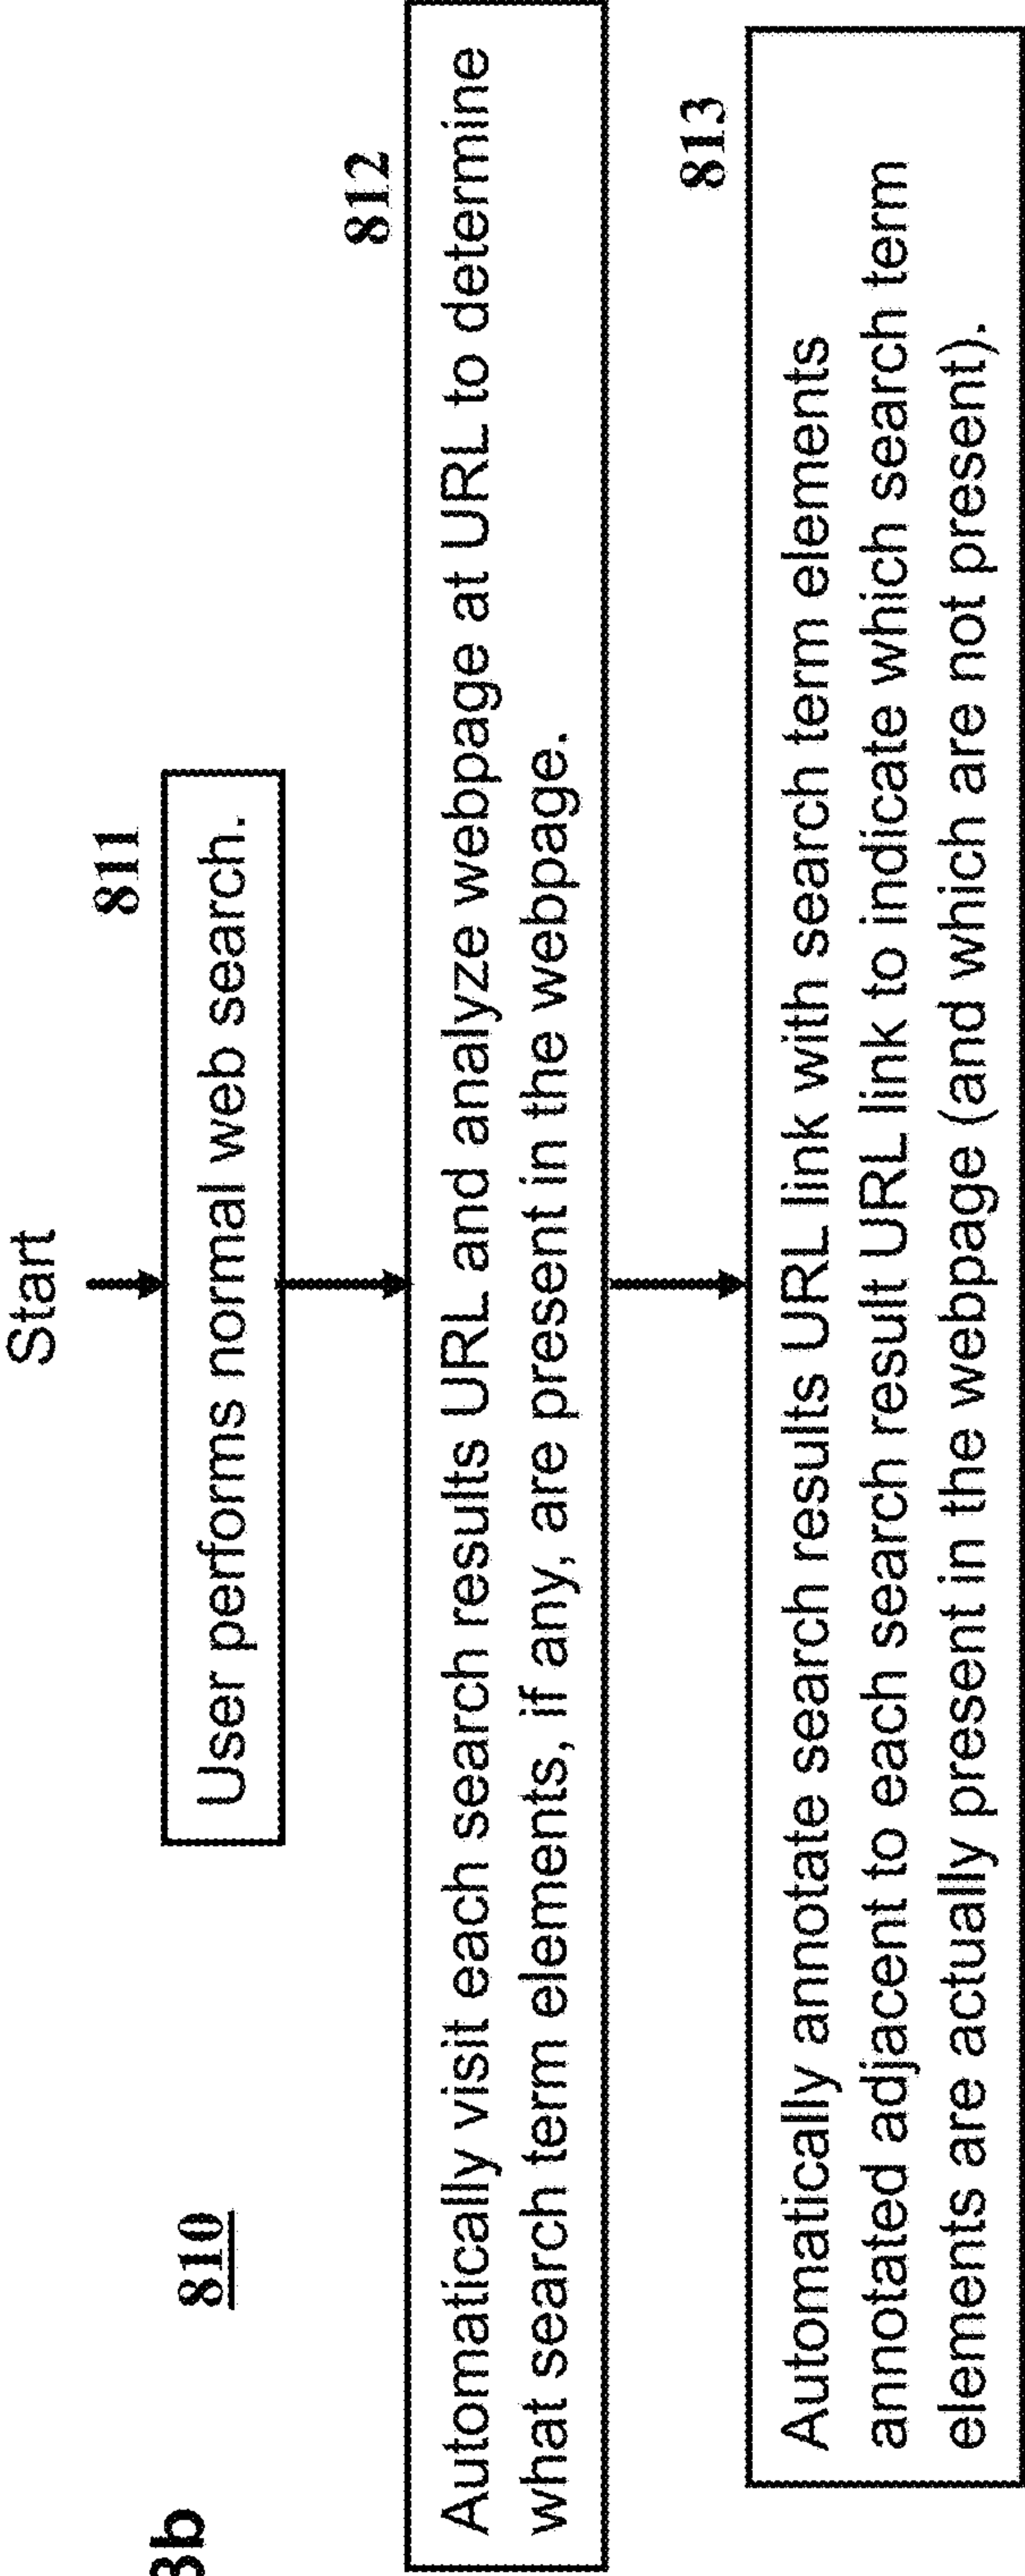 Start
811
810
User performs normal web search.
812
Automatically visit each search results URL and analyze webpage at URL to determine
what search term elements, if any, are present in the webpage.
813
Automatically annotate search results URL link with search term elements
annotated adjacent to each search result URL link to indicate which search term
elements are actually present in the webpage (and which are not present).